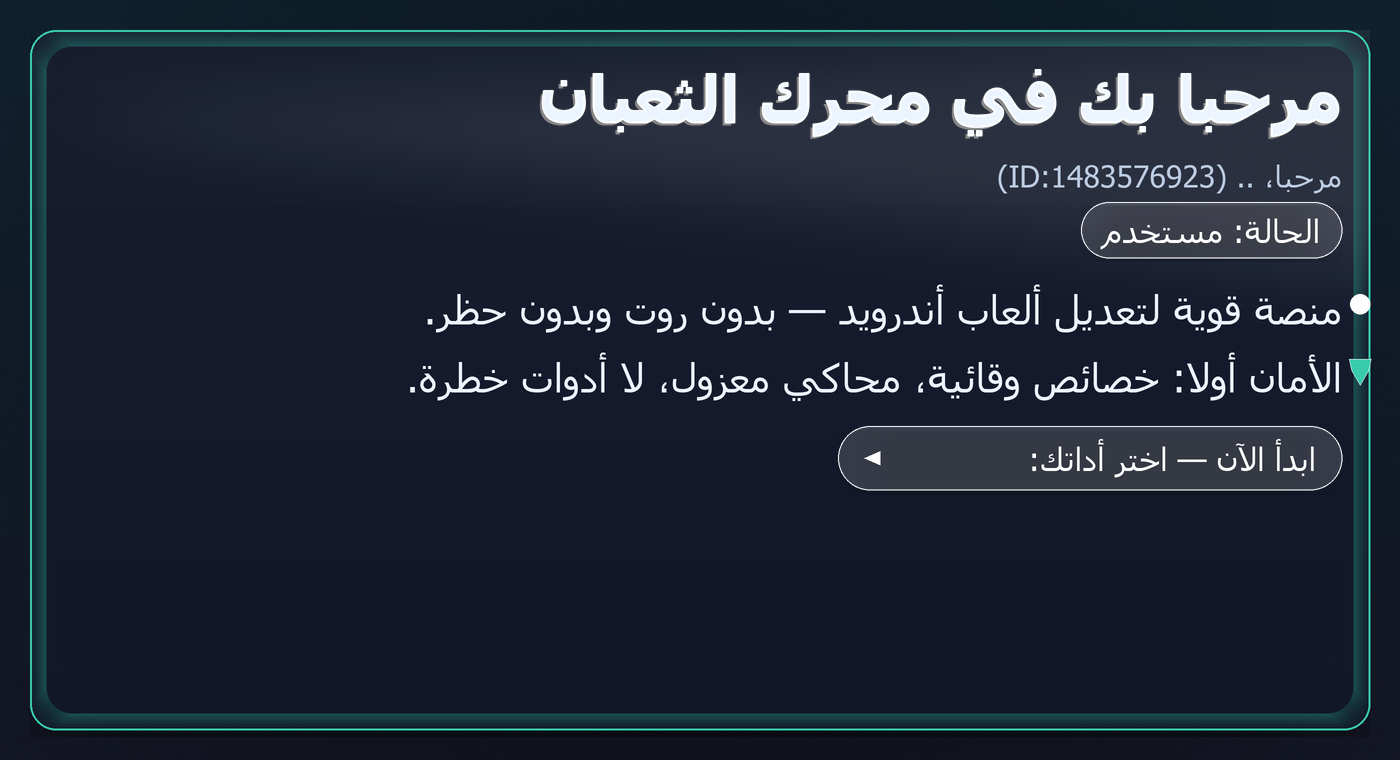 مرحبا بك في محرك الثعبان
مرحبا، .. (ID:1483576923)
الحالة: مستخدم
منصة قوية لتعديل ألعاب أندرويد — بدون روت وبدون حظر.
الأمان أولا: خصائص وقائية، محاكي معزول، لا أدوات خطرة.
ابدأ الآن — اختر أداتك: